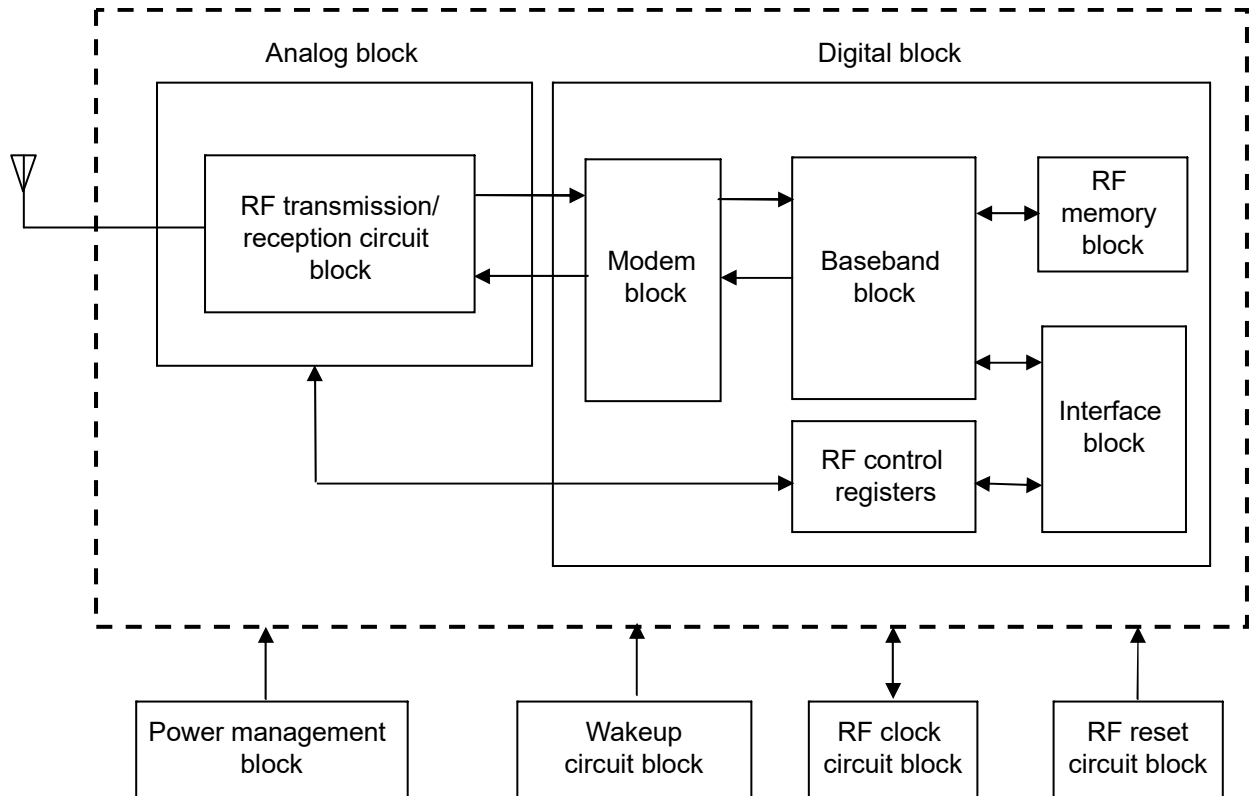 Analog block
Digital block
RF transmission/
reception circuit
block
Modem
block
Baseband
block
RF
memory
block
Interface
block
RF control
registers
Power management
block
Wakeup
circuit block
RF clock
circuit block
RF reset
circuit block